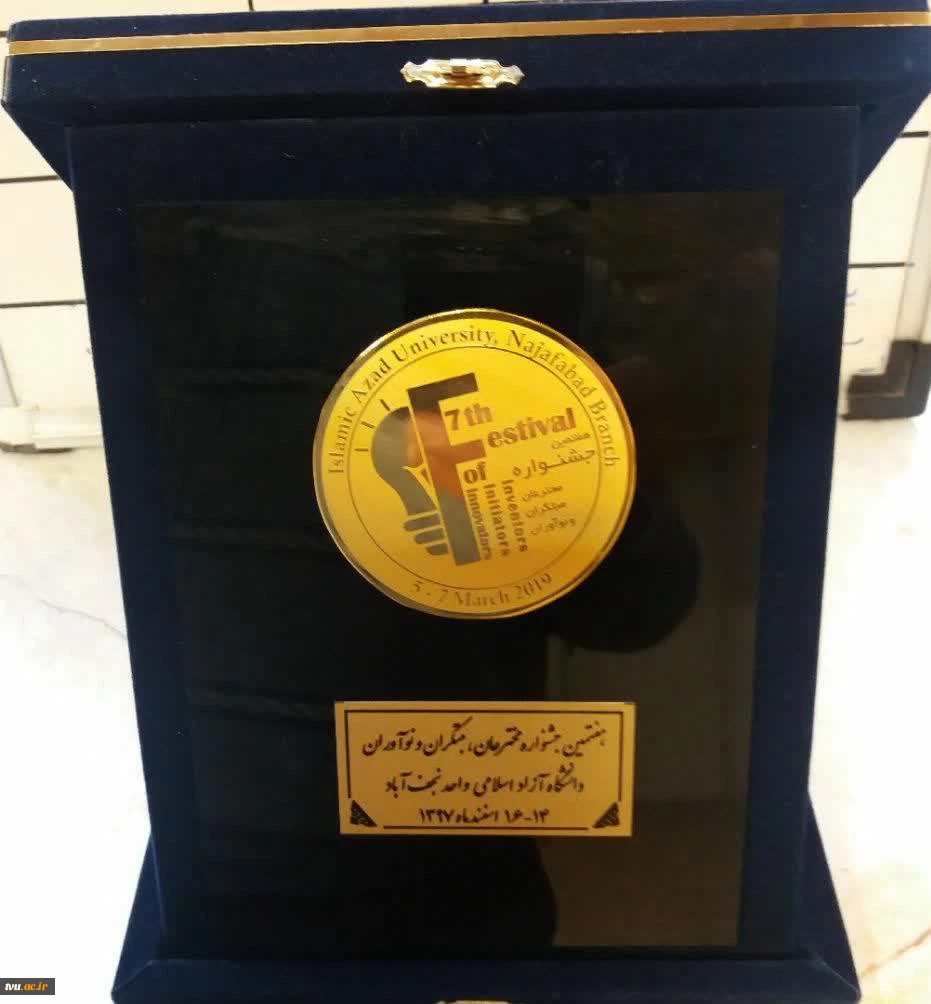 Islamic Azad University, Najafabad Branch
7th
Festival
of
Inventors
Initiators
Innovators
هفتمین
جشنواره
مخترعان
مبتکران
و نوآوران
5 - 7 March 2019
هفتمین جشنواره مخترعان، مبتکران و نوآوران
دانشگاه آزاد اسلامی واحد نجف آباد
۱۴-۱۶ اسفندماه ۱۳۹۷
tvu.ac.ir